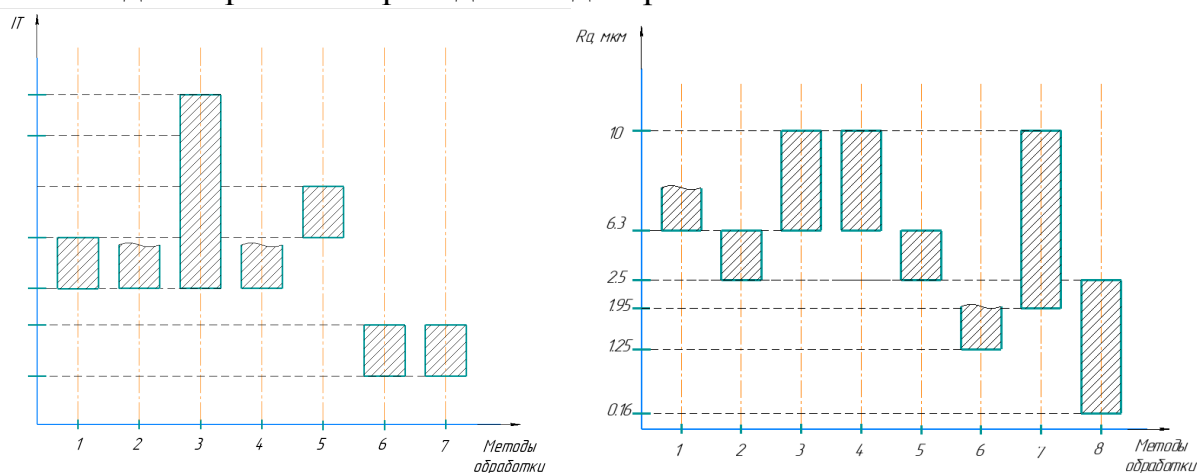 IT
1 2 3 4 5 6 7
Методы
обработки
Ra, мкм
10
6.3
2.5
1.95
1.25
0.16
1 2 3 4 5 6 7 8
Методы
обработки